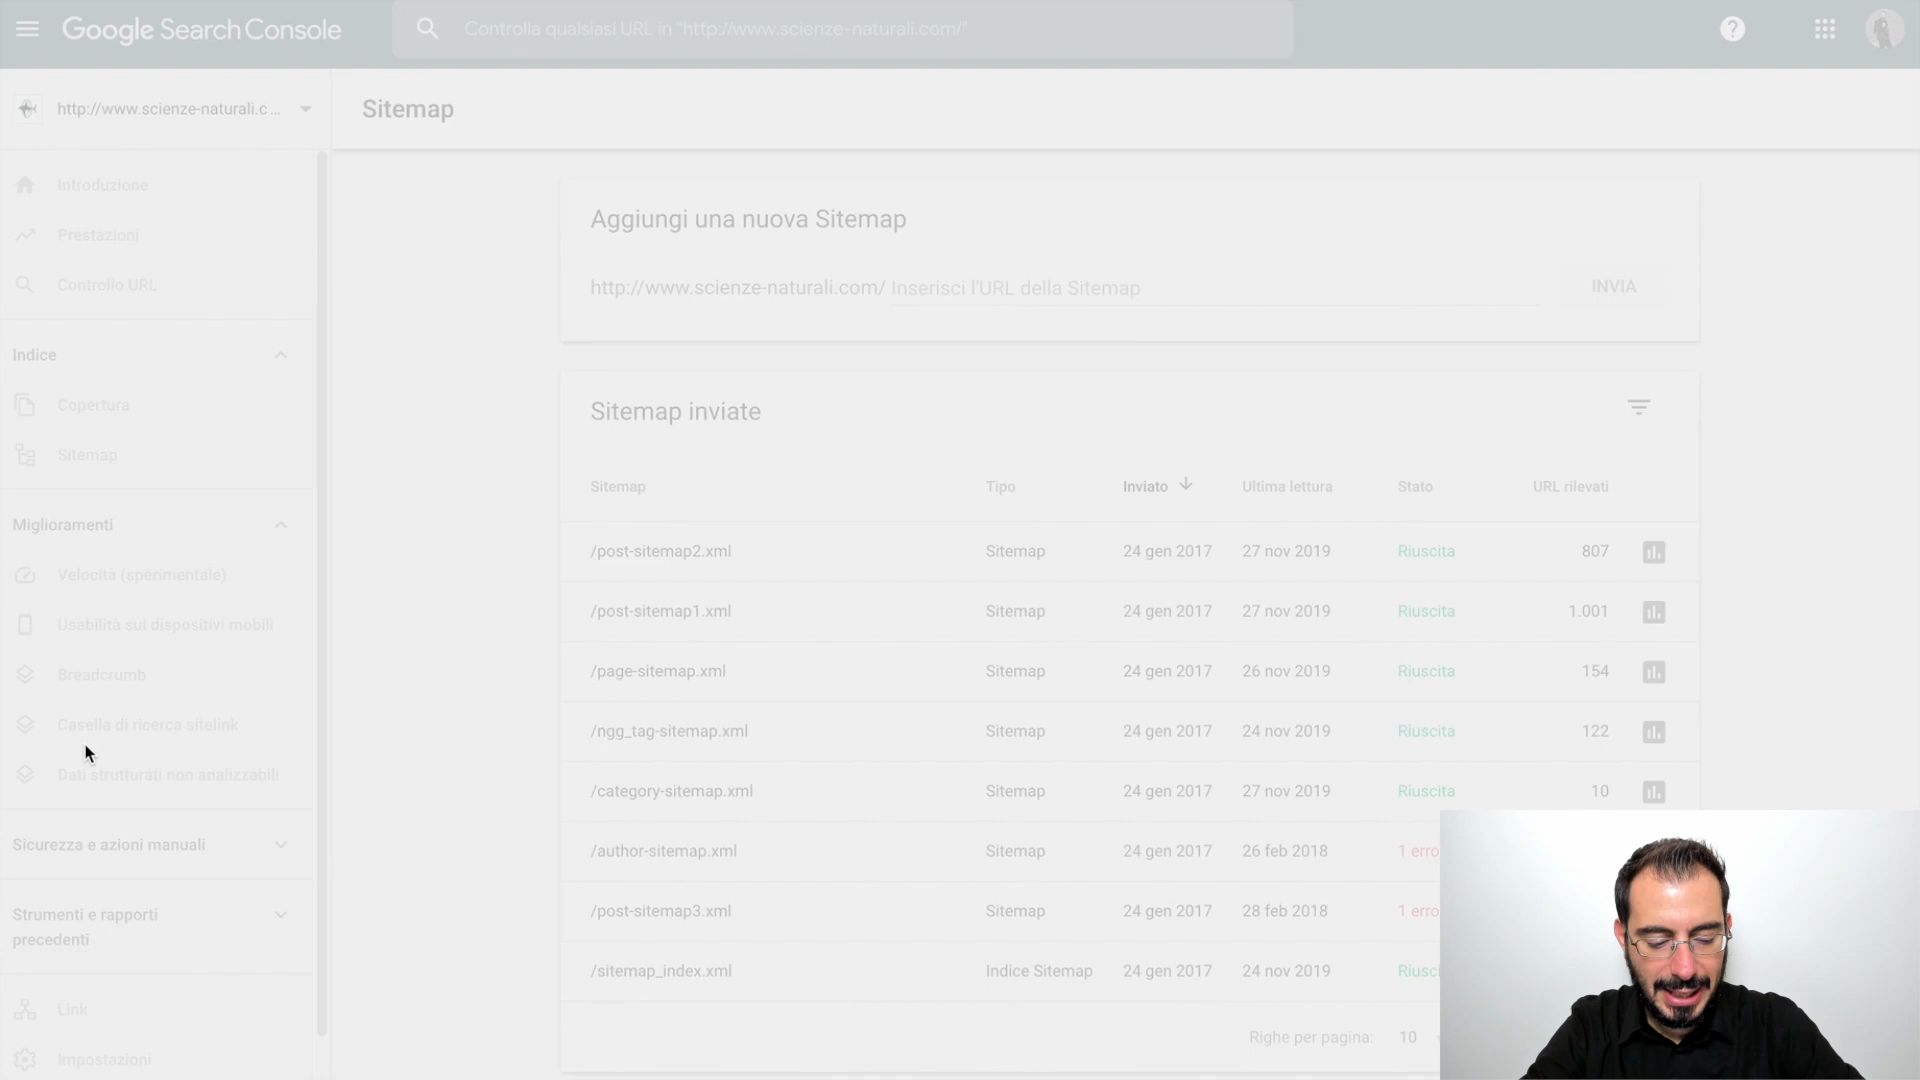 Google Search Console
Controlla qualsiasi URL in "http://www.scienze-naturali.com/"
http://www.scienze-naturali.c...
Sitemap
Introduzione
Prestazioni
Controllo URL
Indice
Copertura
Sitemap
Miglioramenti
Velocità (sperimentale)
Usabilità sui dispositivi mobili
Breadcrumb
Casella di ricerca sitelink
Dati strutturati non analizzabili
Sicurezza e azioni manuali
Strumenti e rapporti
precedenti
Link
Impostazioni
Aggiungi una nuova Sitemap
http://www.scienze-naturali.com/ Inserisci l'URL della Sitemap
INVIA
Sitemap inviate
Sitemap Tipo Inviato Ultima lettura Stato URL rilevati
/post-sitemap2.xml Sitemap 24 gen 2017 27 nov 2019 Riuscita 807
/post-sitemap1.xml Sitemap 24 gen 2017 27 nov 2019 Riuscita 1.001
/page-sitemap.xml Sitemap 24 gen 2017 26 nov 2019 Riuscita 154
/ngg_tag-sitemap.xml Sitemap 24 gen 2017 24 nov 2019 Riuscita 122
/category-sitemap.xml Sitemap 24 gen 2017 27 nov 2019 Riuscita 10
/author-sitemap.xml Sitemap 24 gen 2017 26 feb 2018 1 erro
/post-sitemap3.xml Sitemap 24 gen 2017 28 feb 2018 1 erro
/sitemap_index.xml Indice Sitemap 24 gen 2017 24 nov 2019 Riusci
Righe per pagina: 10